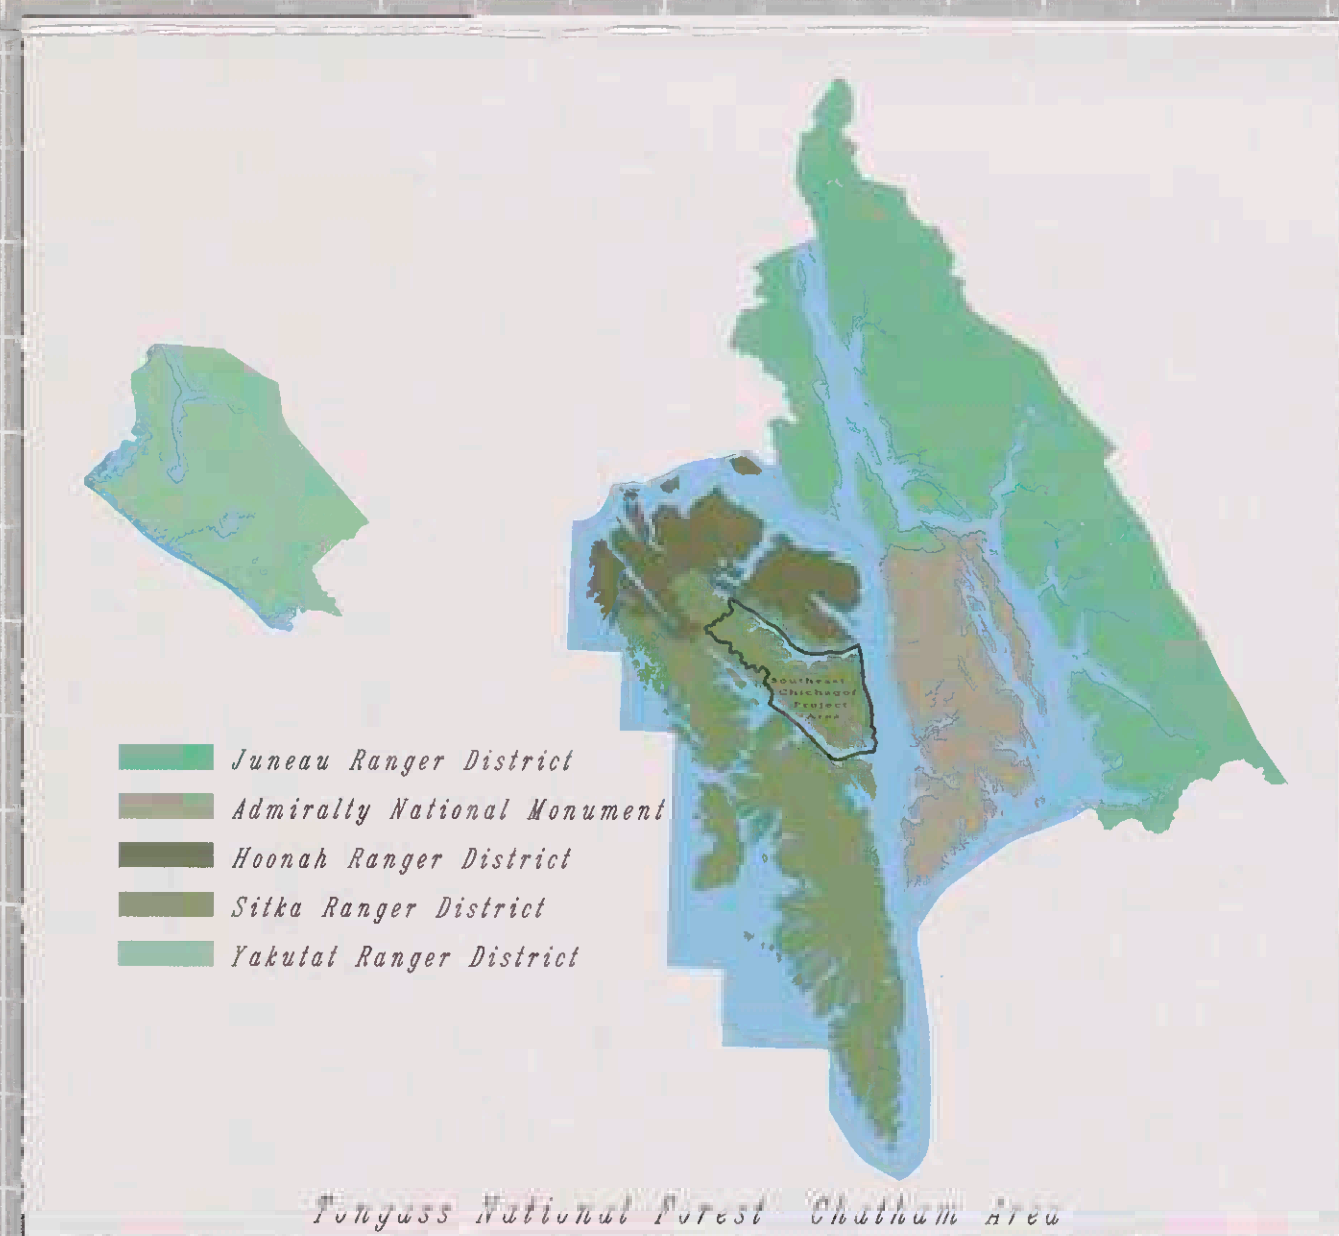 Southeast
Chichagof
Project
Area
Juneau Ranger District
Admiralty National Monument
Hoonah Ranger District
Sitka Ranger District
Yakutat Ranger District
Tongass National Forest Chatham Area